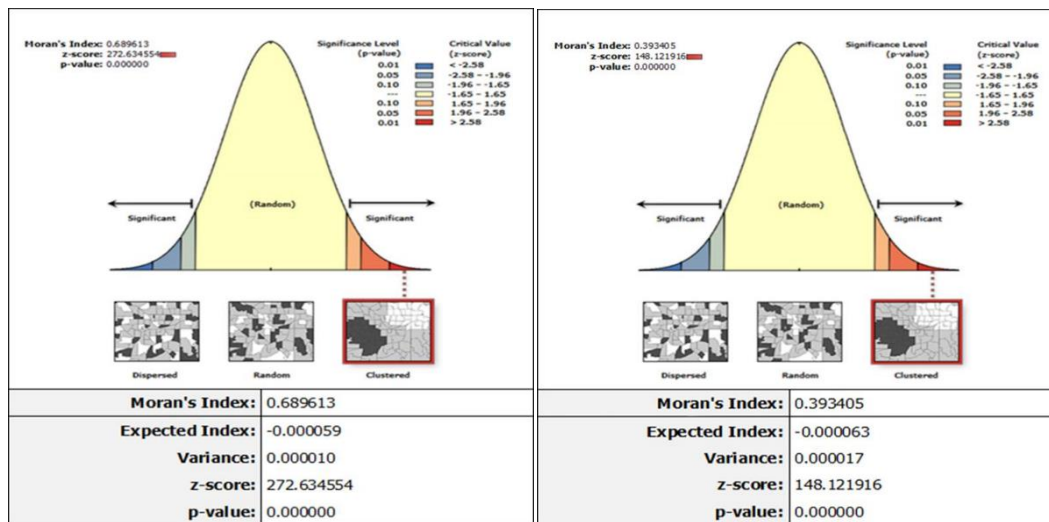 Moran's Index: 0.689613
z-score: 272.634554
p-value: 0.000000
Significance Level (p-value)
Critical Value (z-score)
0.01 < -2.58
0.05 -2.58 – -1.96
0.10 -1.96 – -1.65
--- -1.65 – 1.65
0.10 1.65 – 1.96
0.05 1.96 – 2.58
0.01 > 2.58
Significant
(Random)
Significant
Dispersed
Random
Clustered
Moran's Index: 0.689613
Expected Index: -0.000059
Variance: 0.000010
z-score: 272.634554
p-value: 0.000000
Moran's Index: 0.393405
z-score: 148.121916
p-value: 0.000000
Significance Level (p-value)
Critical Value (z-score)
0.01 < -2.58
0.05 -2.58 – -1.96
0.10 -1.96 – -1.65
--- -1.65 – 1.65
0.10 1.65 – 1.96
0.05 1.96 – 2.58
0.01 > 2.58
Significant
(Random)
Significant
Dispersed
Random
Clustered
Moran's Index: 0.393405
Expected Index: -0.000063
Variance: 0.000017
z-score: 148.121916
p-value: 0.000000